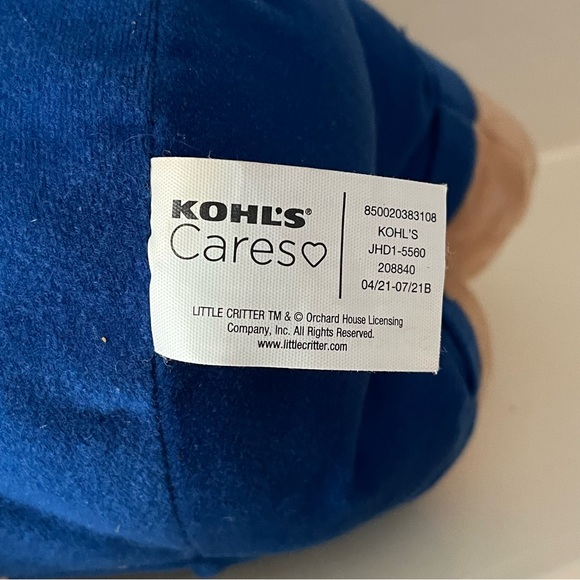 KOHL'S®
Cares♡
850020383108
KOHL'S
JHD1-5560
208840
04/21-07/21B
LITTLE CRITTER TM & © Orchard House Licensing
Company, Inc. All Rights Reserved.
www.littlecritter.com